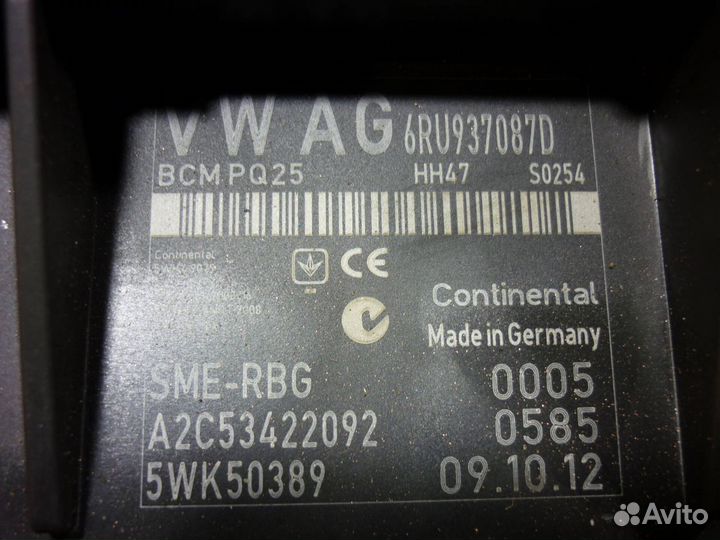 VW AG 6RU937087D
BCM PQ25 HH47 S0254
Continental
CE
Continental
Made in Germany
SME-RBG 0005
A2C53422092 0585
5WK50389 09.10.12
Avito